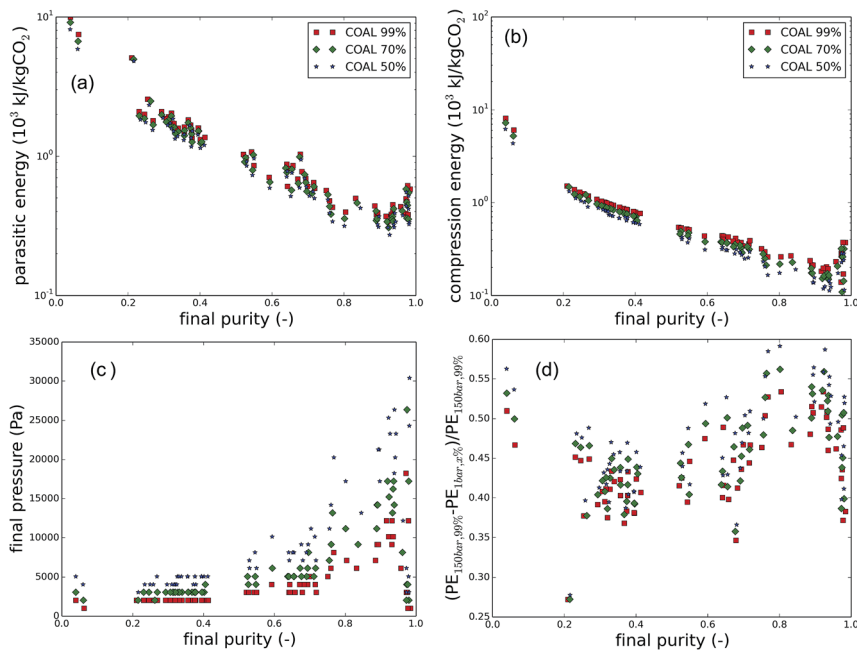 (a)
COAL 99%
COAL 70%
COAL 50%
parasitic energy (10³ kJ/kgCO₂)
10¹
10⁰
10⁻¹
0.0 0.2 0.4 0.6 0.8 1.0
final purity (-)
(b)
COAL 99%
COAL 70%
COAL 50%
compression energy (10³ kJ/kgCO₂)
10²
10¹
10⁰
10⁻¹
0.0 0.2 0.4 0.6 0.8 1.0
final purity (-)
(c)
final pressure (Pa)
35000
30000
25000
20000
15000
10000
5000
0
0.0 0.2 0.4 0.6 0.8 1.0
final purity (-)
(d)
(PE150bar,99%-PE1bar,x%)/PE150bar,99%
0.60
0.55
0.50
0.45
0.40
0.35
0.30
0.25
0.0 0.2 0.4 0.6 0.8 1.0
final purity (-)